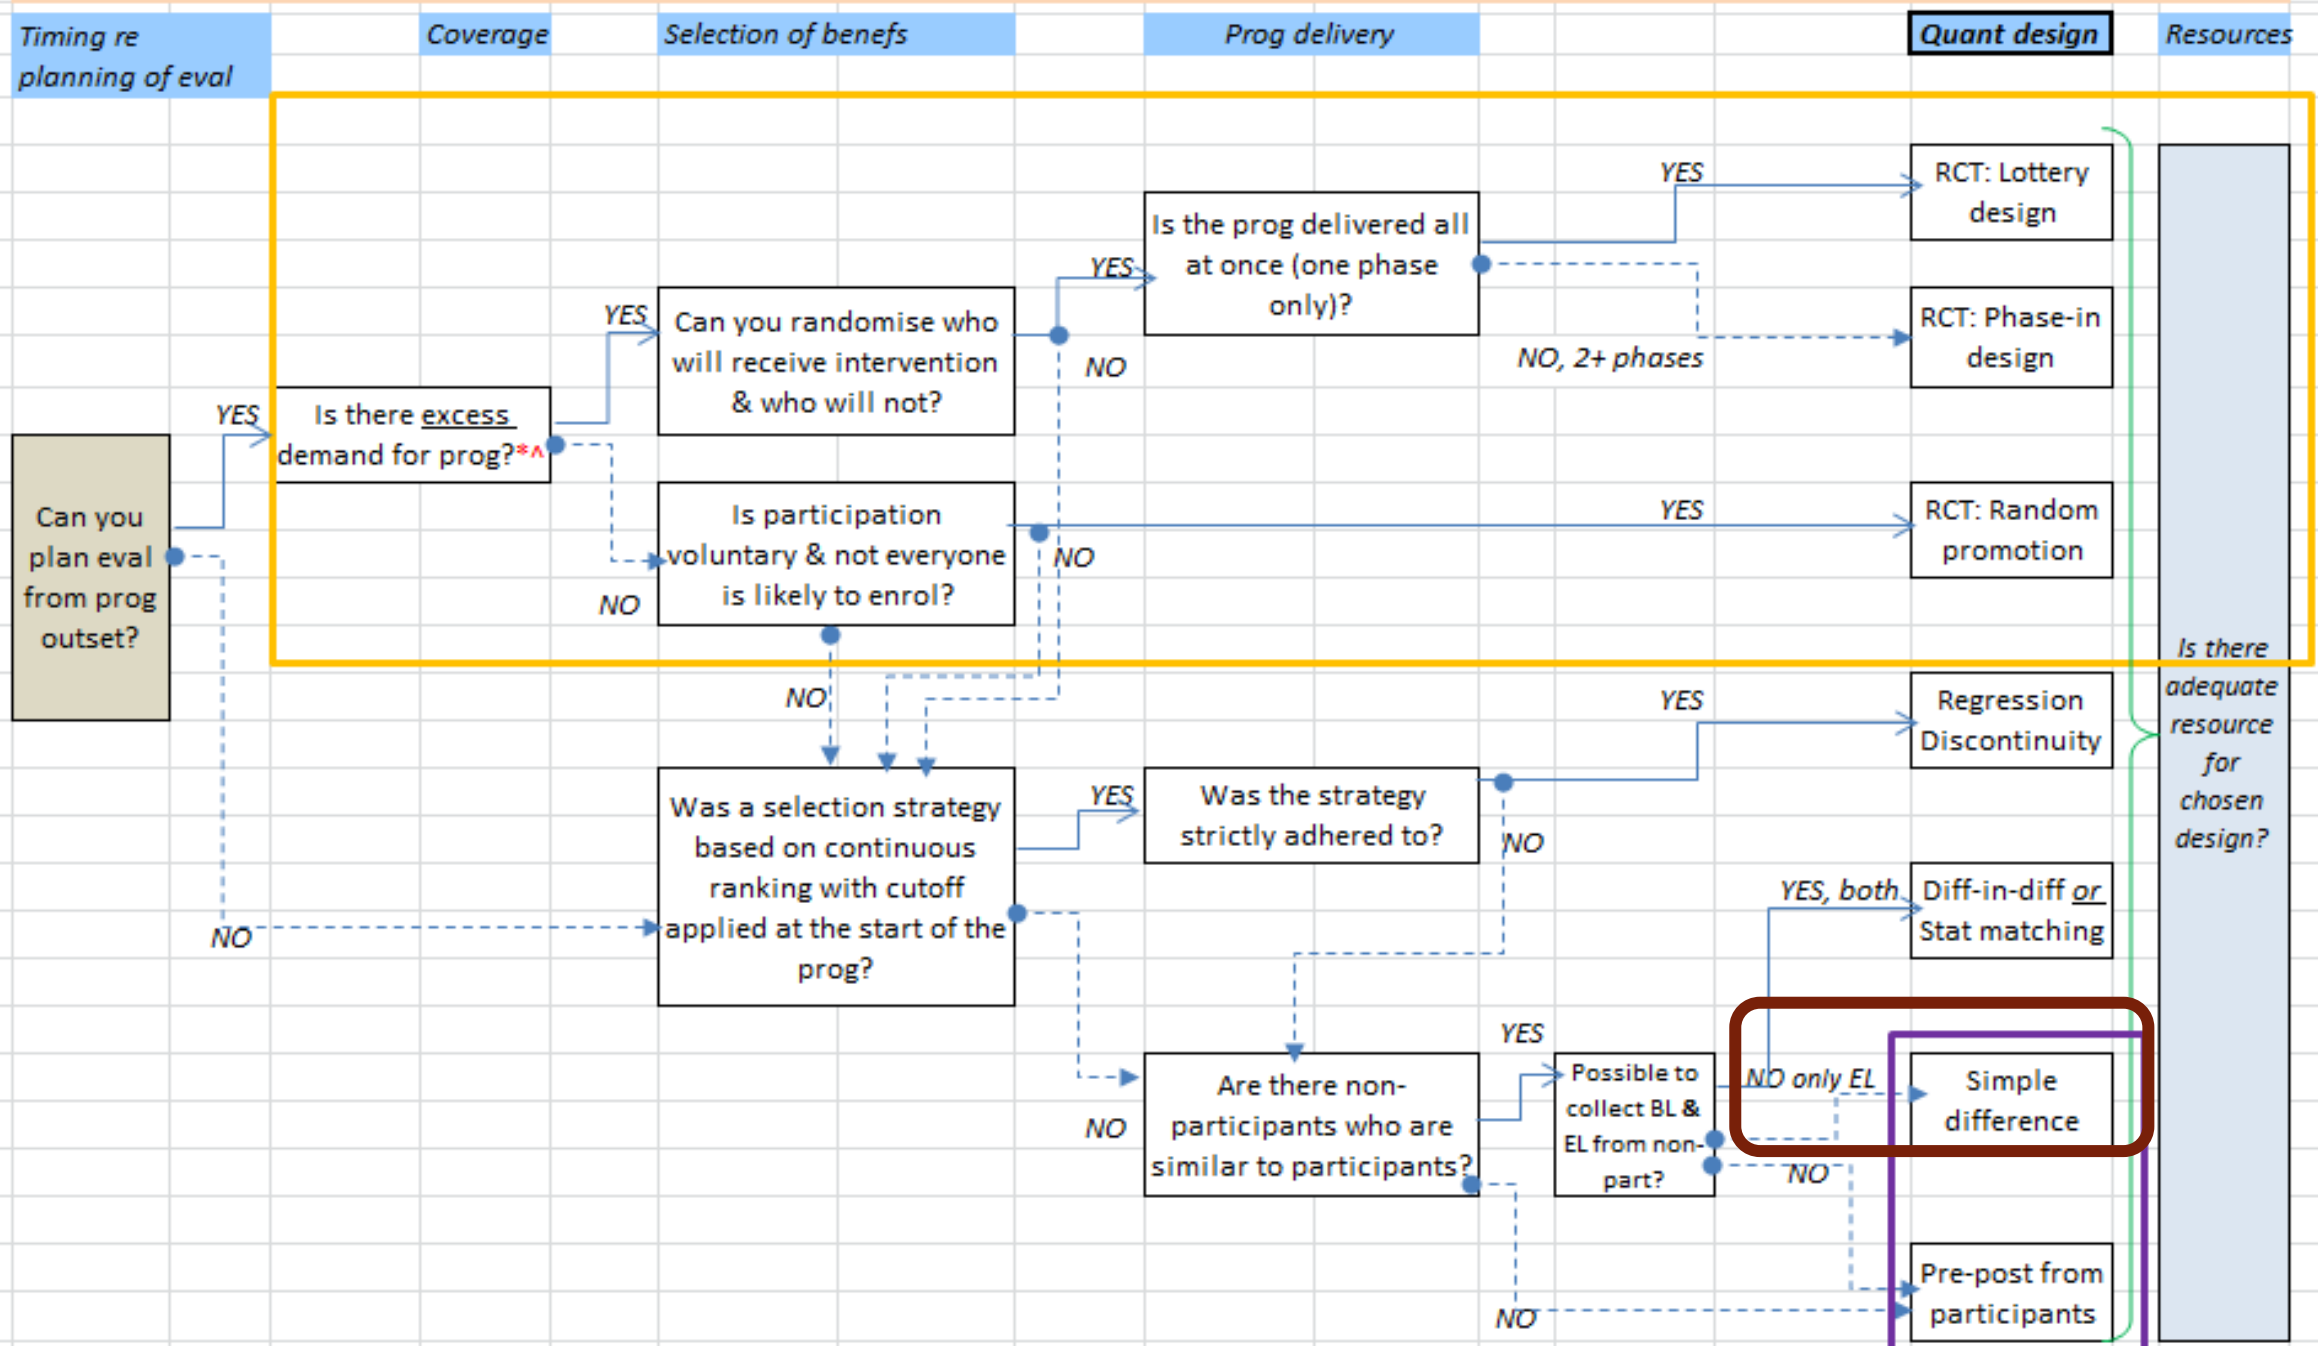 Timing re
planning of eval
Coverage
Selection of benefs
Prog delivery
Quant design
Resources
Can you
plan eval
from prog
outset?
YES
NO
Is there excess
demand for prog?*^
YES
NO
Can you randomise who
will receive intervention
& who will not?
YES
NO
Is participation
voluntary & not everyone
is likely to enrol?
YES
NO
NO
Is the prog delivered all
at once (one phase
only)?
YES
NO, 2+ phases
RCT: Lottery
design
RCT: Phase-in
design
RCT: Random
promotion
Was a selection strategy
based on continuous
ranking with cutoff
applied at the start of the
prog?
YES
NO
Was the strategy
strictly adhered to?
YES
NO
Regression
Discontinuity
Are there non-
participants who are
similar to participants?
YES
NO
Possible to
collect BL &
EL from non-
part?
YES, both
NO only EL
NO
Diff-in-diff or
Stat matching
Simple
difference
Pre-post from
participants
Is there
adequate
resource
for
chosen
design?